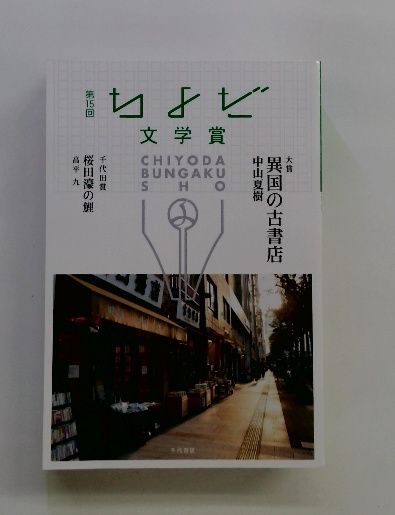 第15回
ちよだ
文学賞
CHIYODA
BUNGAKU
SHO
大賞
異国の古書店
中山夏樹
千代田賞
桜田濠の鯉
高平九